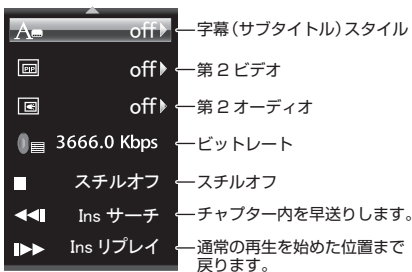 A off 字幕（サブタイトル）スタイル
PIP off 第２ビデオ
off 第２オーディオ
3666.0 Kbps ビットレート
スチルオフ スチルオフ
Ins サーチ チャプター内を早送りします。
Ins リプレイ 通常の再生を始めた位置まで
戻ります。